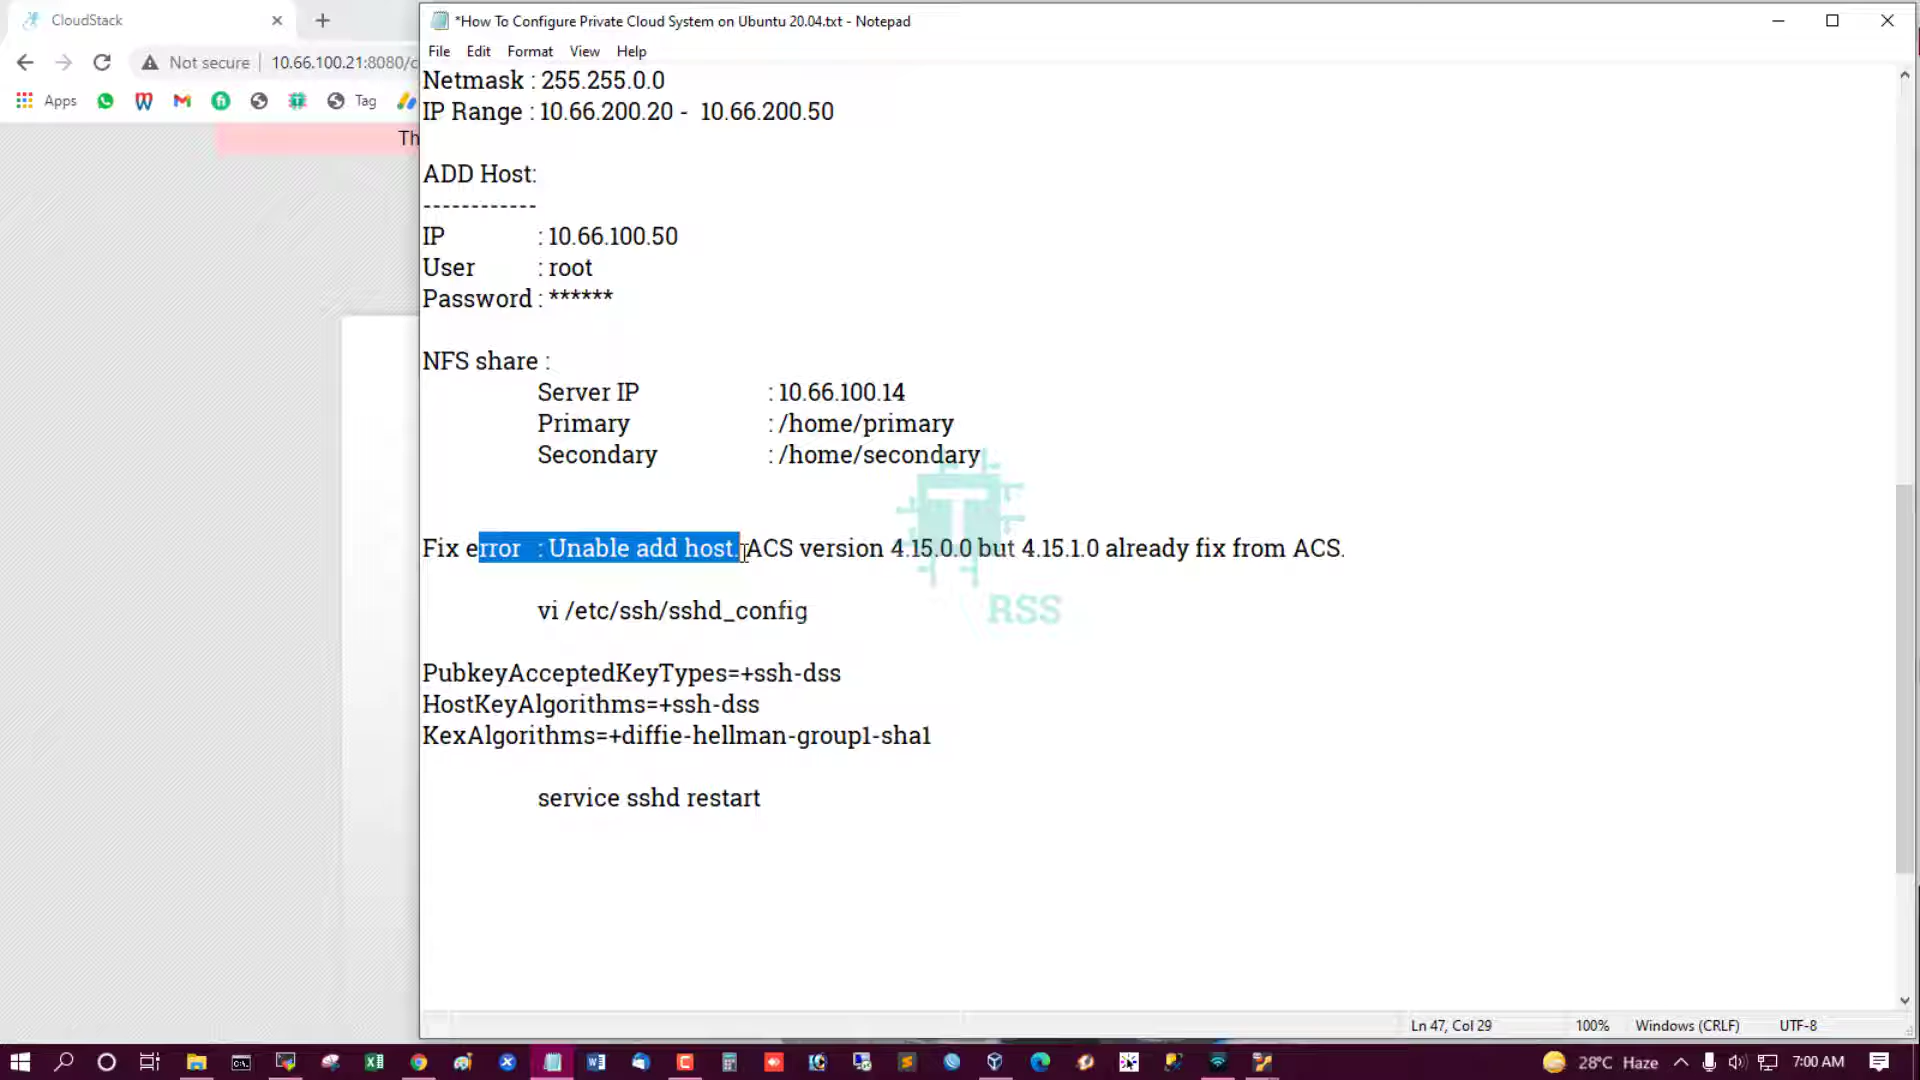 CloudStack
*How To Configure Private Cloud System on Ubuntu 20.04.txt - Notepad
Not secure
10.66.100.21:8080/c
File Edit Format View Help
Apps
Tag
Th
Netmask : 255.255.0.0
IP Range : 10.66.200.20 - 10.66.200.50
ADD Host:
------------
IP : 10.66.100.50
User : root
Password : ******
NFS share :
Server IP : 10.66.100.14
Primary : /home/primary
Secondary : /home/secondary
Fix error : Unable add host. ACS version 4.15.0.0 but 4.15.1.0 already fix from ACS.
vi /etc/ssh/sshd_config
RSS
PubkeyAcceptedKeyTypes=+ssh-dss
HostKeyAlgorithms=+ssh-dss
KexAlgorithms=+diffie-hellman-group1-sha1
service sshd restart
Ln 47, Col 29 100% Windows (CRLF) UTF-8
28°C Haze 7:00 AM